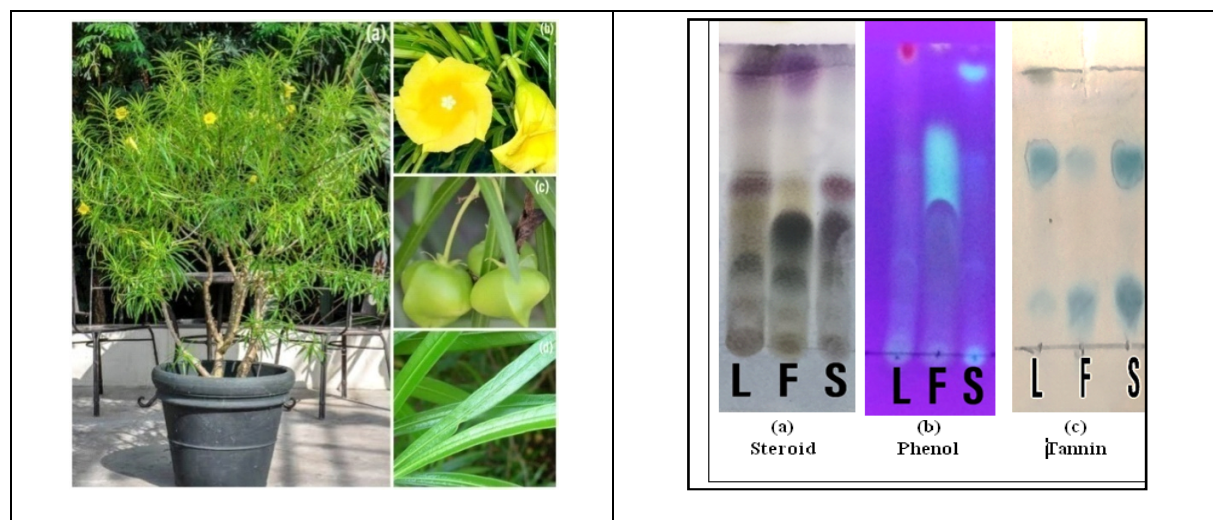 (a)
(b)
(c)
(d)
L F S
L F S
L F S
(a)
Steroid
(b)
Phenol
(c)
Tannin